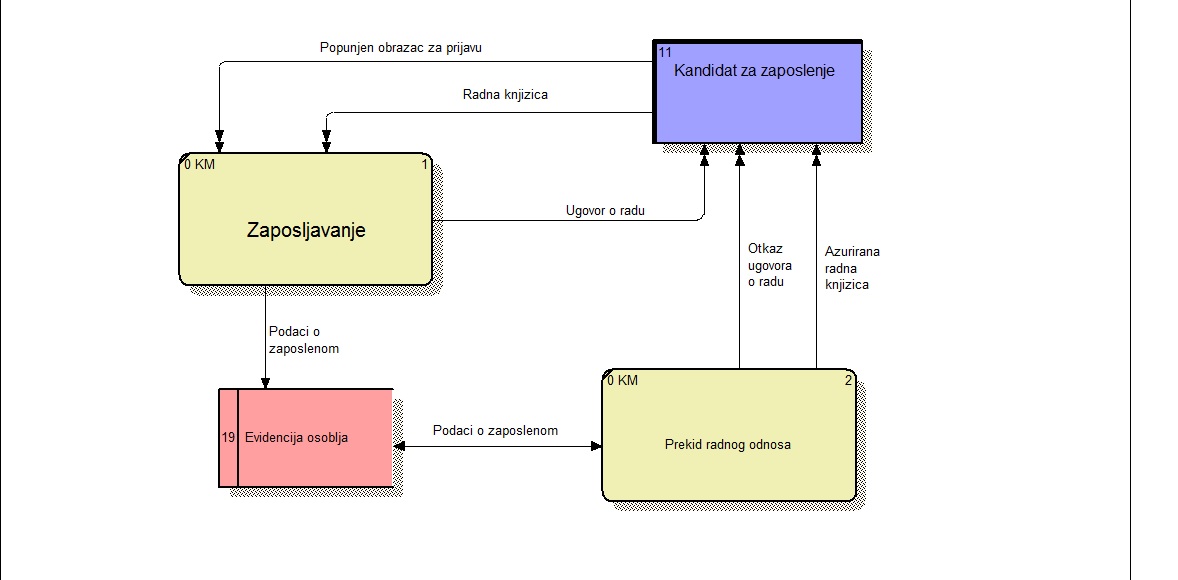 Popunjen obrazac za prijavu
11
Kandidat za zaposlenje
Radna knjizica
0 KM
1
Zaposljavanje
Ugovor o radu
Otkaz
ugovora
o radu
Azurirana
radna
knjizica
Podaci o
zaposlenom
19
Evidencija osoblja
Podaci o zaposlenom
0 KM
2
Prekid radnog odnosa